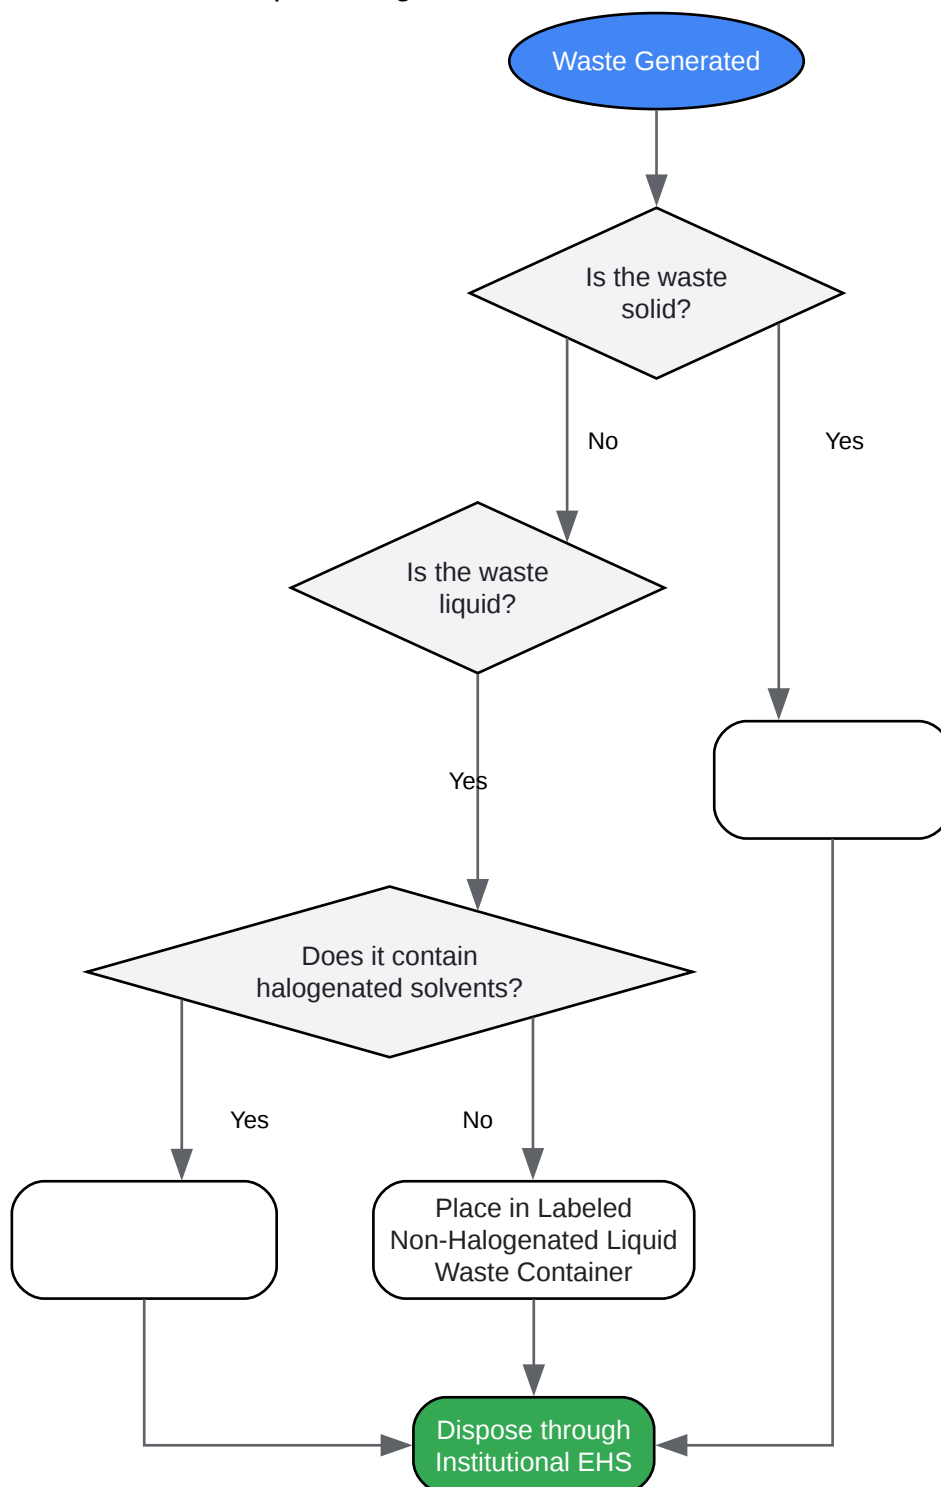 Waste Generated
Is the waste
solid?
No
Yes
Is the waste
liquid?
Yes
Does it contain
halogenated solvents?
Yes
No
Place in Labeled
Non-Halogenated Liquid
Waste Container
Dispose through
Institutional EHS